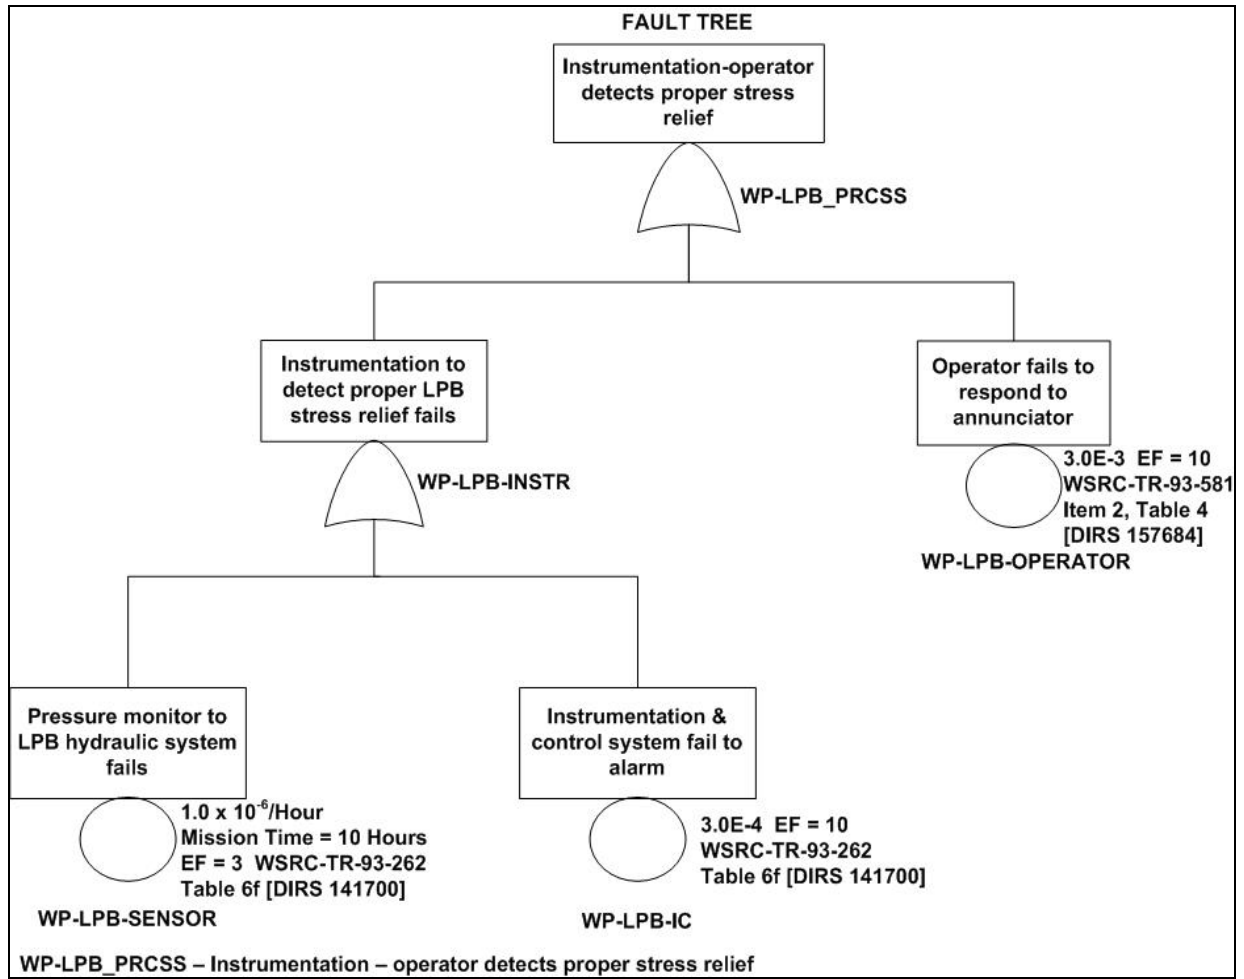 FAULT TREE
Instrumentation-operator
detects proper stress
relief
WP-LPB_PRCSS
Instrumentation to
detect proper LPB
stress relief fails
WP-LPB-INSTR
Operator fails to
respond to
annunciator
3.0E-3 EF = 10
WSRC-TR-93-581
Item 2, Table 4
[DIRS 157684]
WP-LPB-OPERATOR
Pressure monitor to
LPB hydraulic system
fails
1.0 x 10⁻⁶/Hour
Mission Time = 10 Hours
EF = 3 WSRC-TR-93-262
Table 6f [DIRS 141700]
WP-LPB-SENSOR
Instrumentation &
control system fail to
alarm
3.0E-4 EF = 10
WSRC-TR-93-262
Table 6f [DIRS 141700]
WP-LPB-IC
WP-LPB_PRCSS – Instrumentation – operator detects proper stress relief